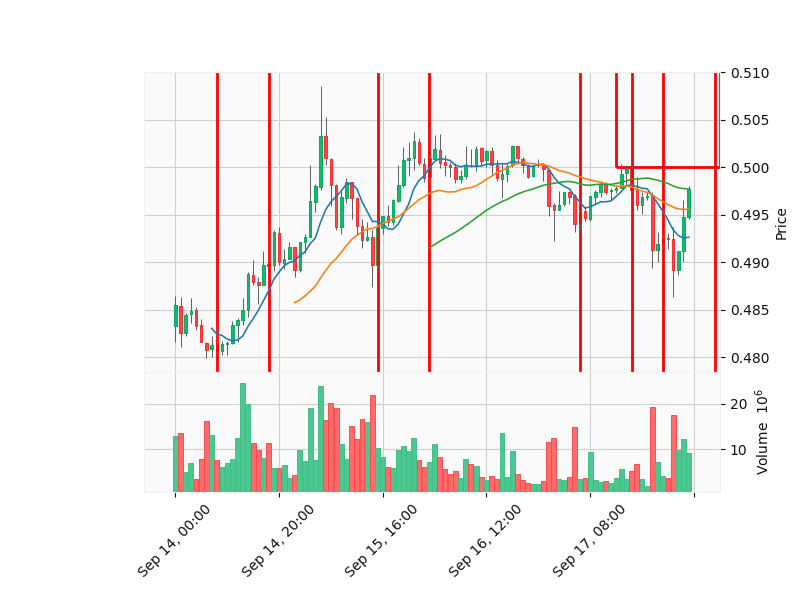 0.510
0.505
0.500
0.495
0.490
0.485
0.480
Price
20
10
Volume 10⁶
Sep 14, 00:00
Sep 14, 20:00
Sep 15, 16:00
Sep 16, 12:00
Sep 17, 08:00